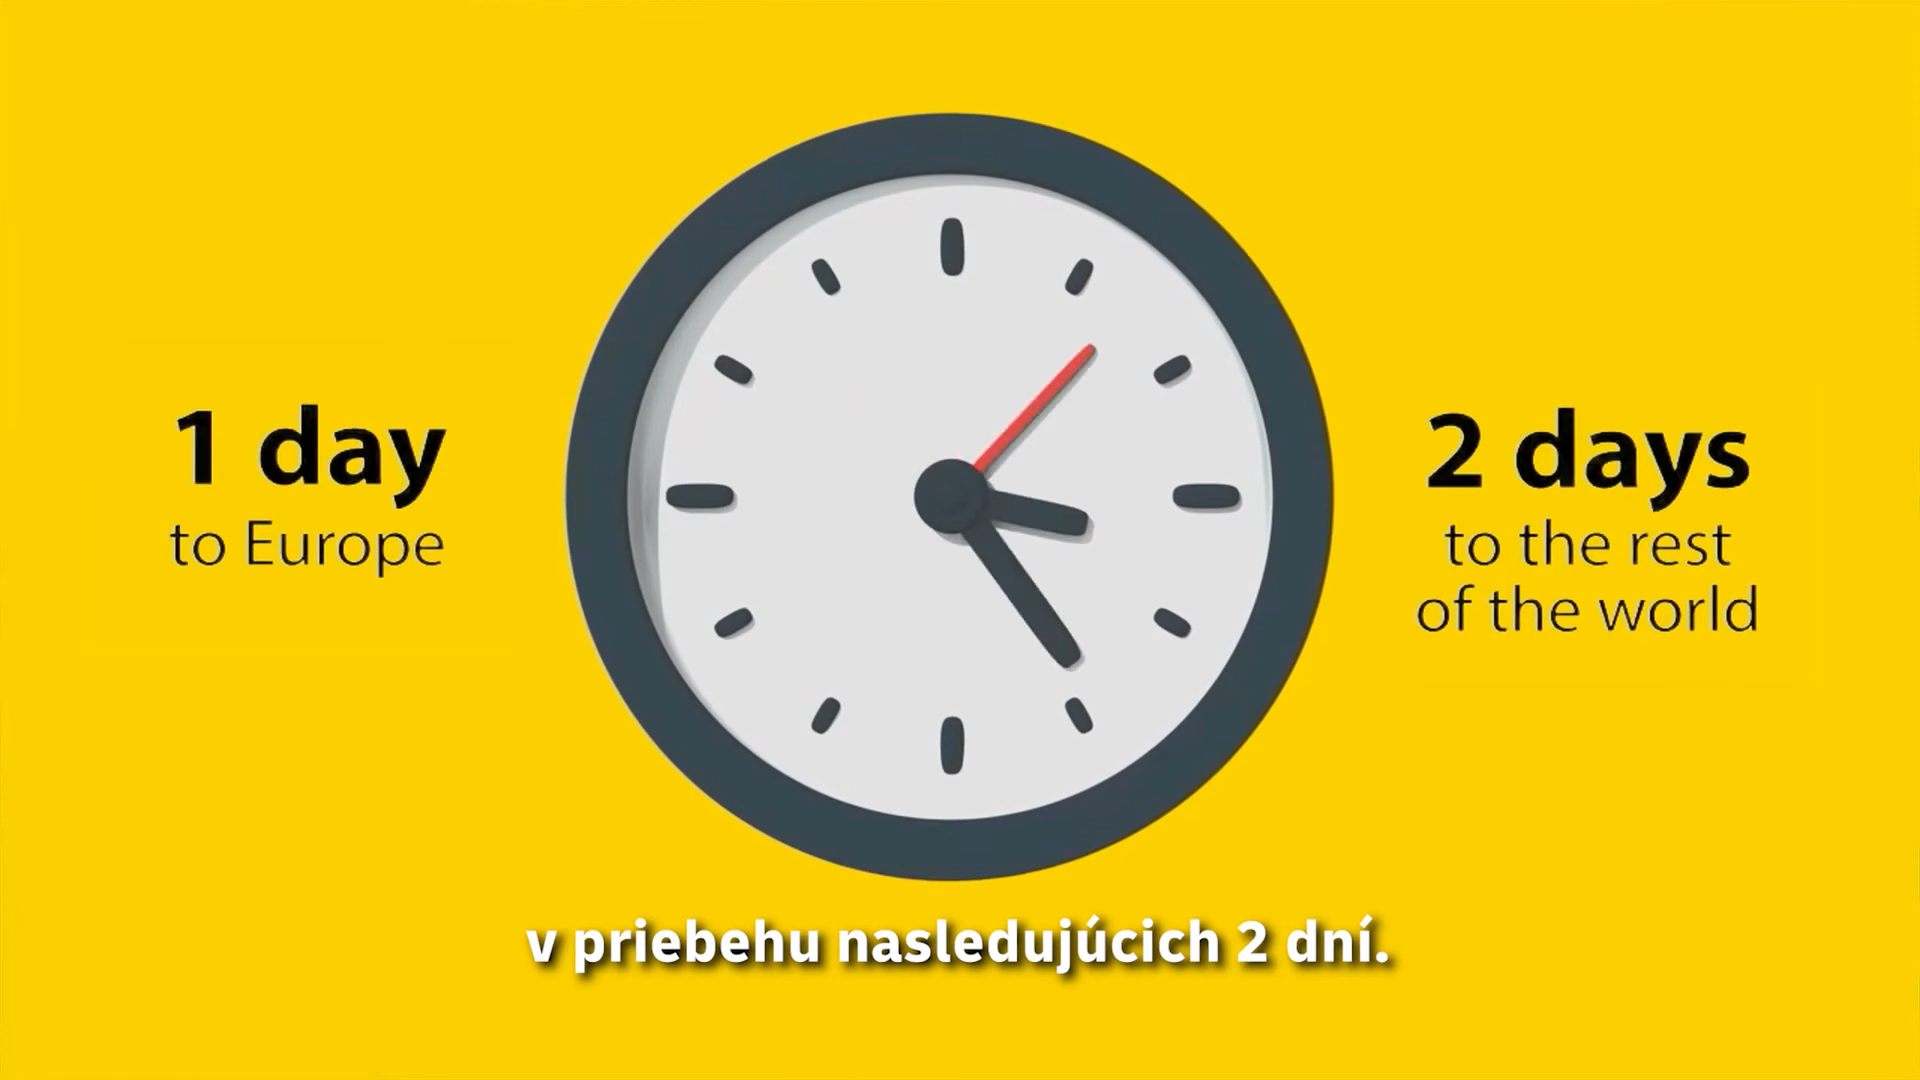 1 day
to Europe
2 days
to the rest
of the world
v priebehu nasledujúcich 2 dní.